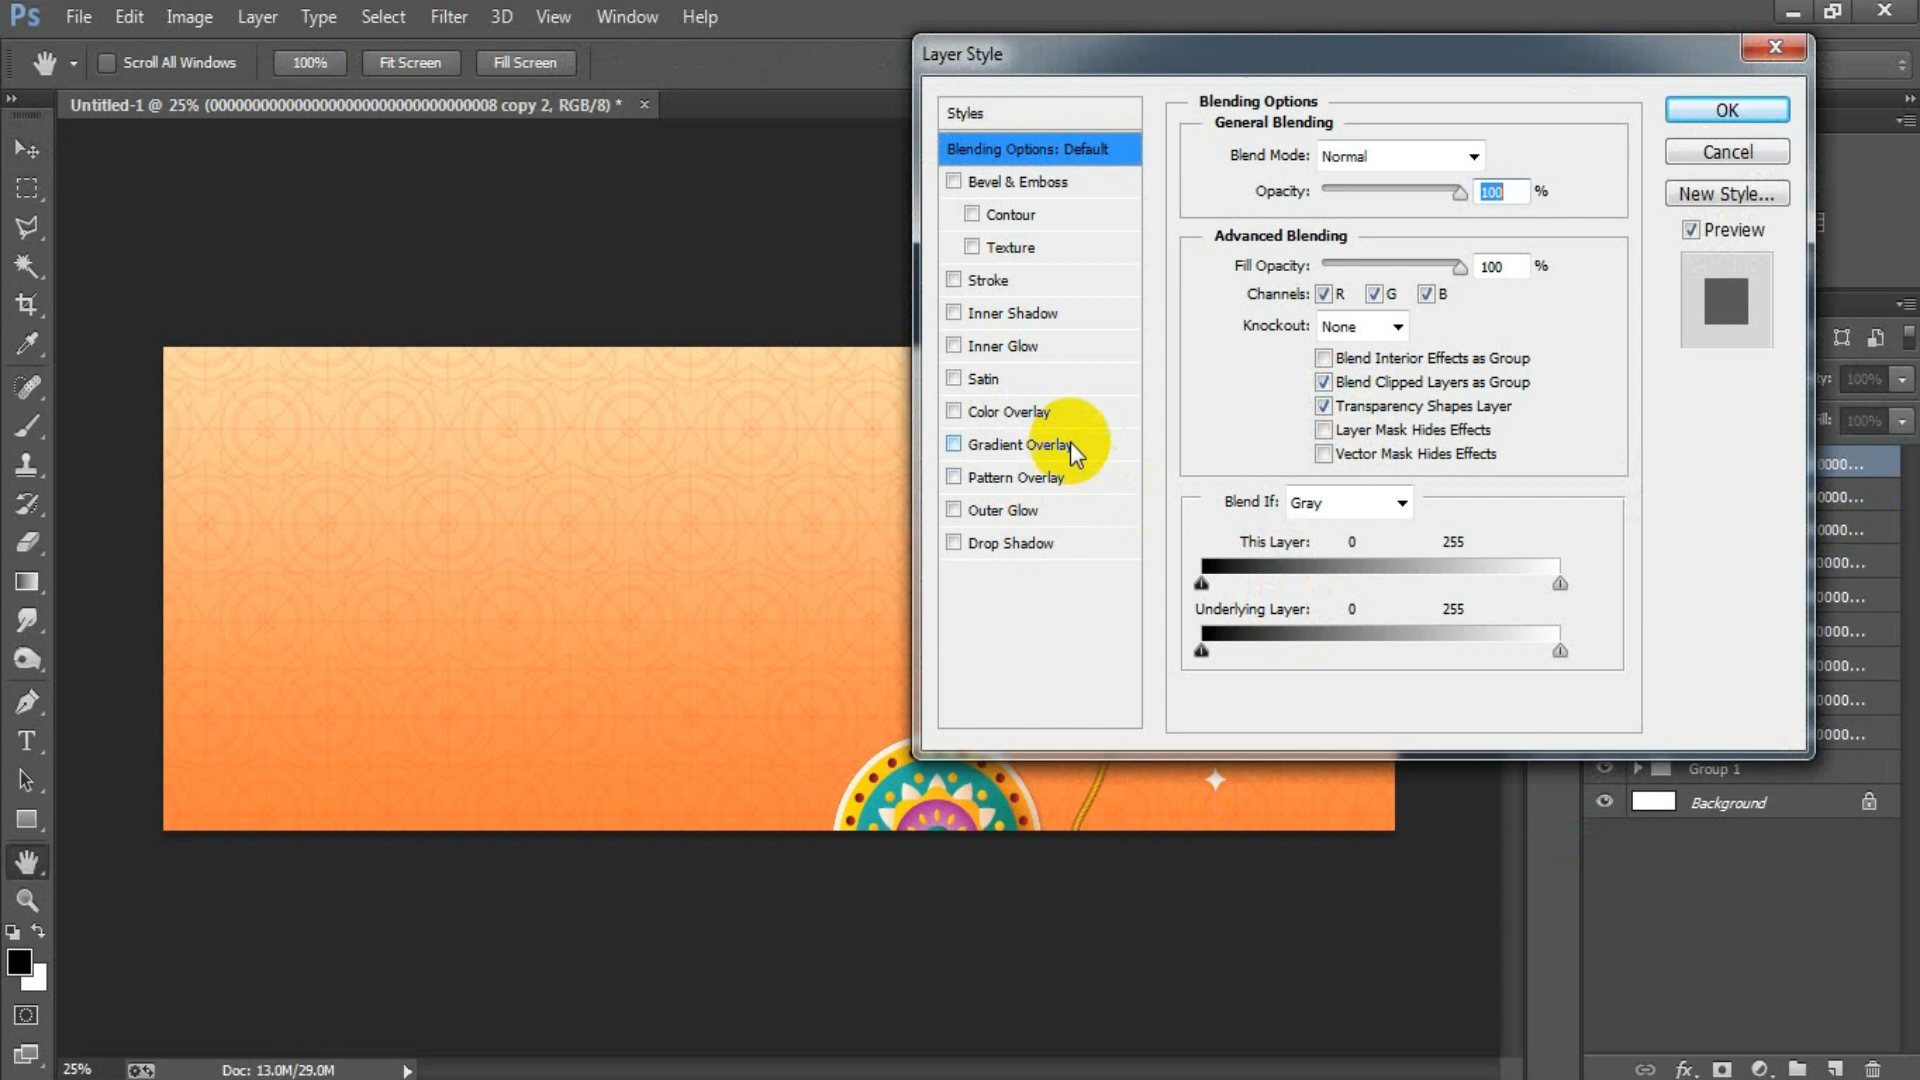 Ps File Edit Image Layer Type Select Filter 3D View Window Help
Scroll All Windows 100% Fit Screen Fill Screen
Untitled-1 @ 25% (00000000000000000000000000000008 copy 2, RGB/8) *
Layer Style
Styles
Blending Options: Default
Bevel & Emboss
Contour
Texture
Stroke
Inner Shadow
Inner Glow
Satin
Color Overlay
Gradient Overlay
Pattern Overlay
Outer Glow
Drop Shadow
Blending Options
General Blending
Blend Mode: Normal
Opacity: 100 %
Advanced Blending
Fill Opacity: 100 %
Channels: R G B
Knockout: None
Blend Interior Effects as Group
Blend Clipped Layers as Group
Transparency Shapes Layer
Layer Mask Hides Effects
Vector Mask Hides Effects
Blend If: Gray
This Layer: 0 255
Underlying Layer: 0 255
OK
Cancel
New Style...
Preview
100%
100%
0000...
0000...
0000...
0000...
0000...
0000...
0000...
0000...
0000...
Group 1
Background
25% Doc: 13.0M/29.0M